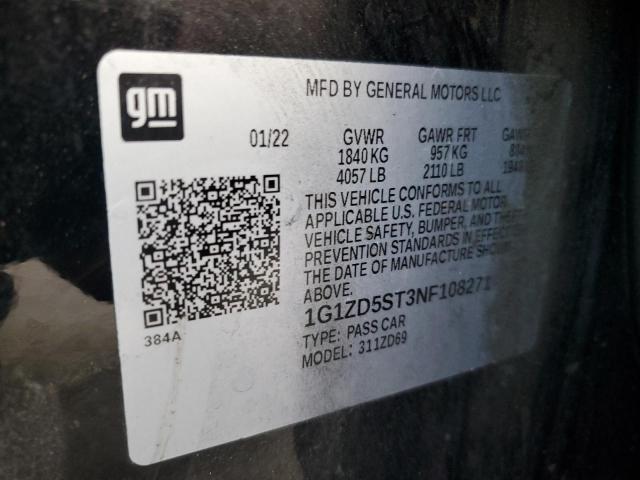 gm
MFD BY GENERAL MOTORS LLC
01/22 GVWR GAWR FRT
1840 KG 957 KG
4057 LB 2110 LB
THIS VEHICLE CONFORMS TO ALL
APPLICABLE U.S. FEDERAL MOTOR
VEHICLE SAFETY, BUMPER, AND THEFT
PREVENTION STANDARDS IN EFFECT
THE DATE OF MANUFACTURE SHOWN
ABOVE.
1G1ZD5ST3NF108271
TYPE: PASS CAR
MODEL: 311ZD69
384A